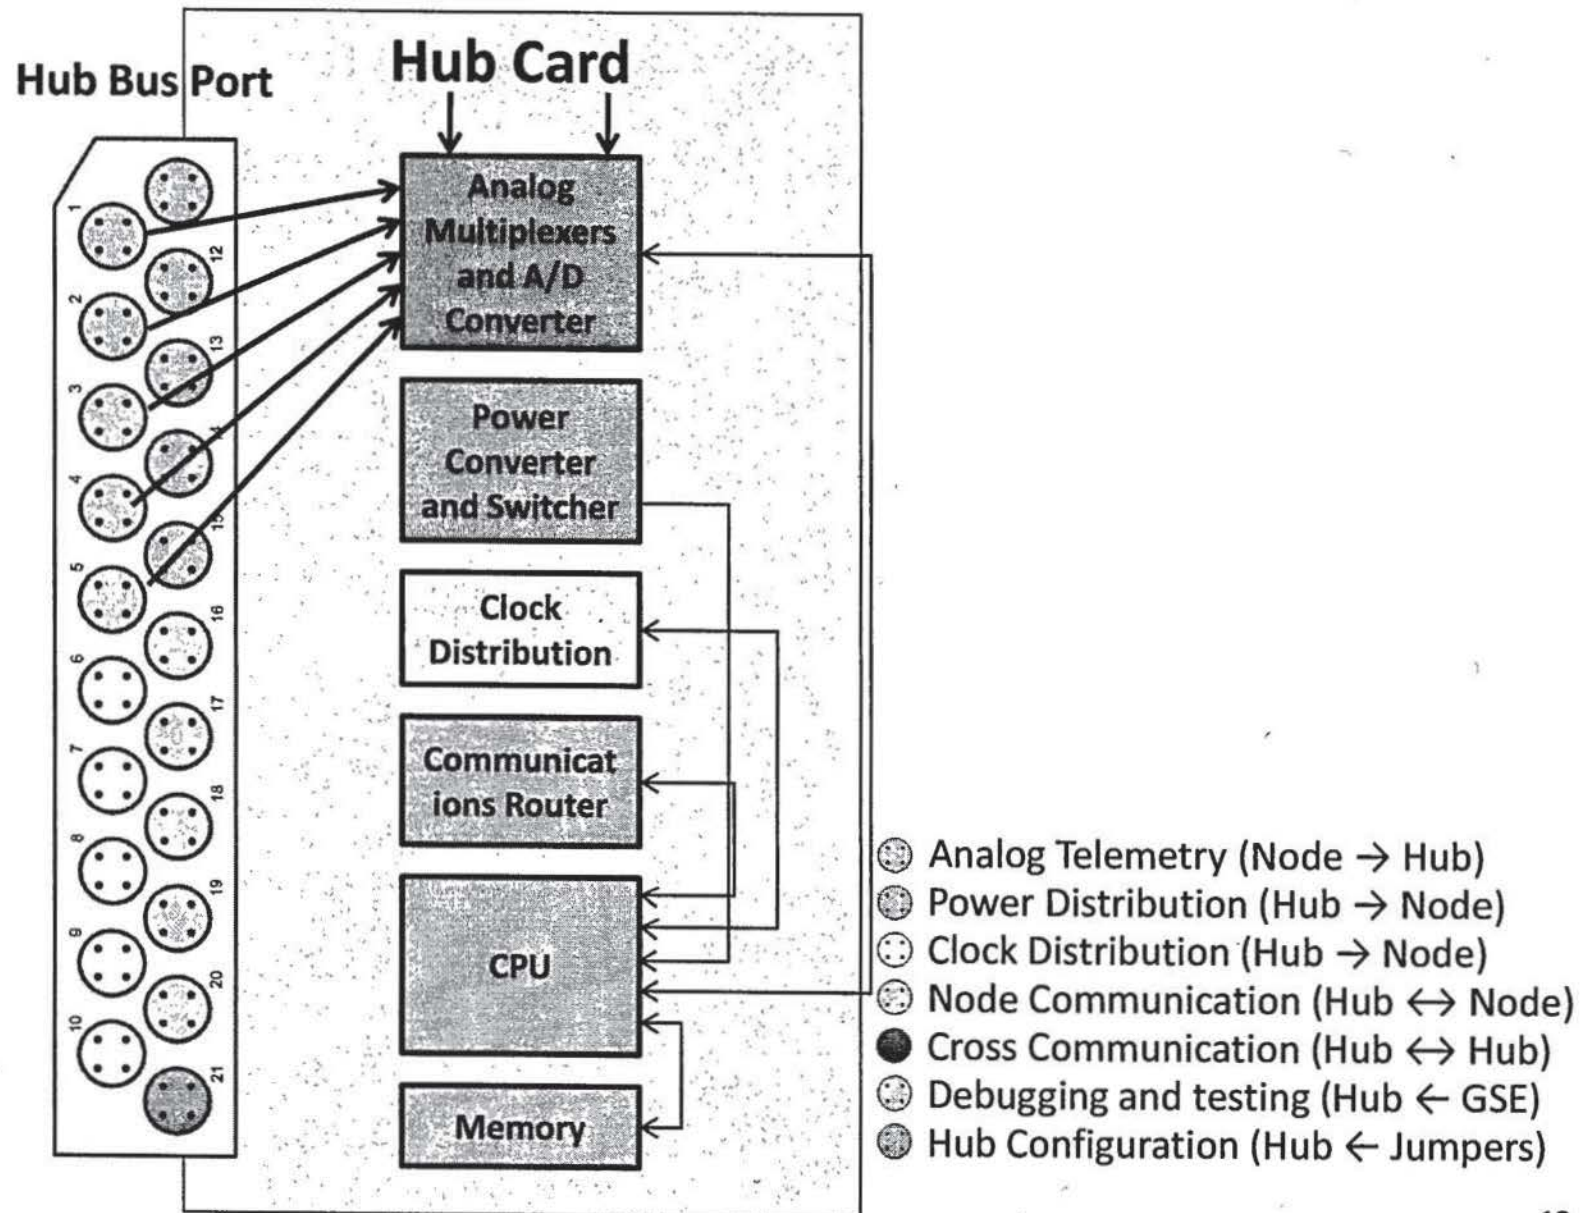 Hub Bus Port
Hub Card
1
2
3
4
5
6
7
8
9
10
12
13
14
15
16
17
18
19
20
21
Analog
Multiplexers
and A/D
Converter
Power
Converter
and Switcher
Clock
Distribution
Communicat
ions Router
CPU
Memory
Analog Telemetry (Node → Hub)
Power Distribution (Hub → Node)
Clock Distribution (Hub → Node)
Node Communication (Hub ↔ Node)
Cross Communication (Hub ↔ Hub)
Debugging and testing (Hub ← GSE)
Hub Configuration (Hub ← Jumpers)